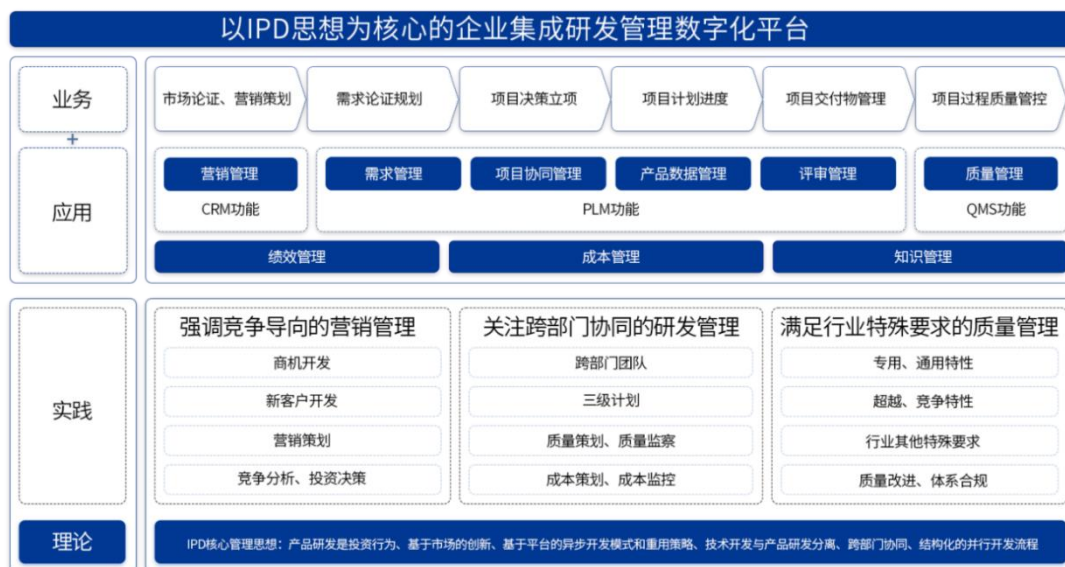 以IPD思想为核心的企业集成研发管理数字化平台
业务
市场论证、营销策划
需求论证规划
项目决策立项
项目计划进度
项目交付物管理
项目过程质量管控
+
应用
营销管理
需求管理
项目协同管理
产品数据管理
评审管理
质量管理
CRM功能
PLM功能
QMS功能
绩效管理
成本管理
知识管理
实践
强调竞争导向的营销管理
商机开发
新客户开发
营销策划
竞争分析、投资决策
关注跨部门协同的研发管理
跨部门团队
三级计划
质量策划、质量监察
成本策划、成本监控
满足行业特殊要求的质量管理
专用、通用特性
超越、竞争特性
行业其他特殊要求
质量改进、体系合规
理论
IPD核心管理思想：产品研发是投资行为、基于市场的创新、基于平台的异步开发模式和重用策略、技术开发与产品研发分离、跨部门协同、结构化的并行开发流程